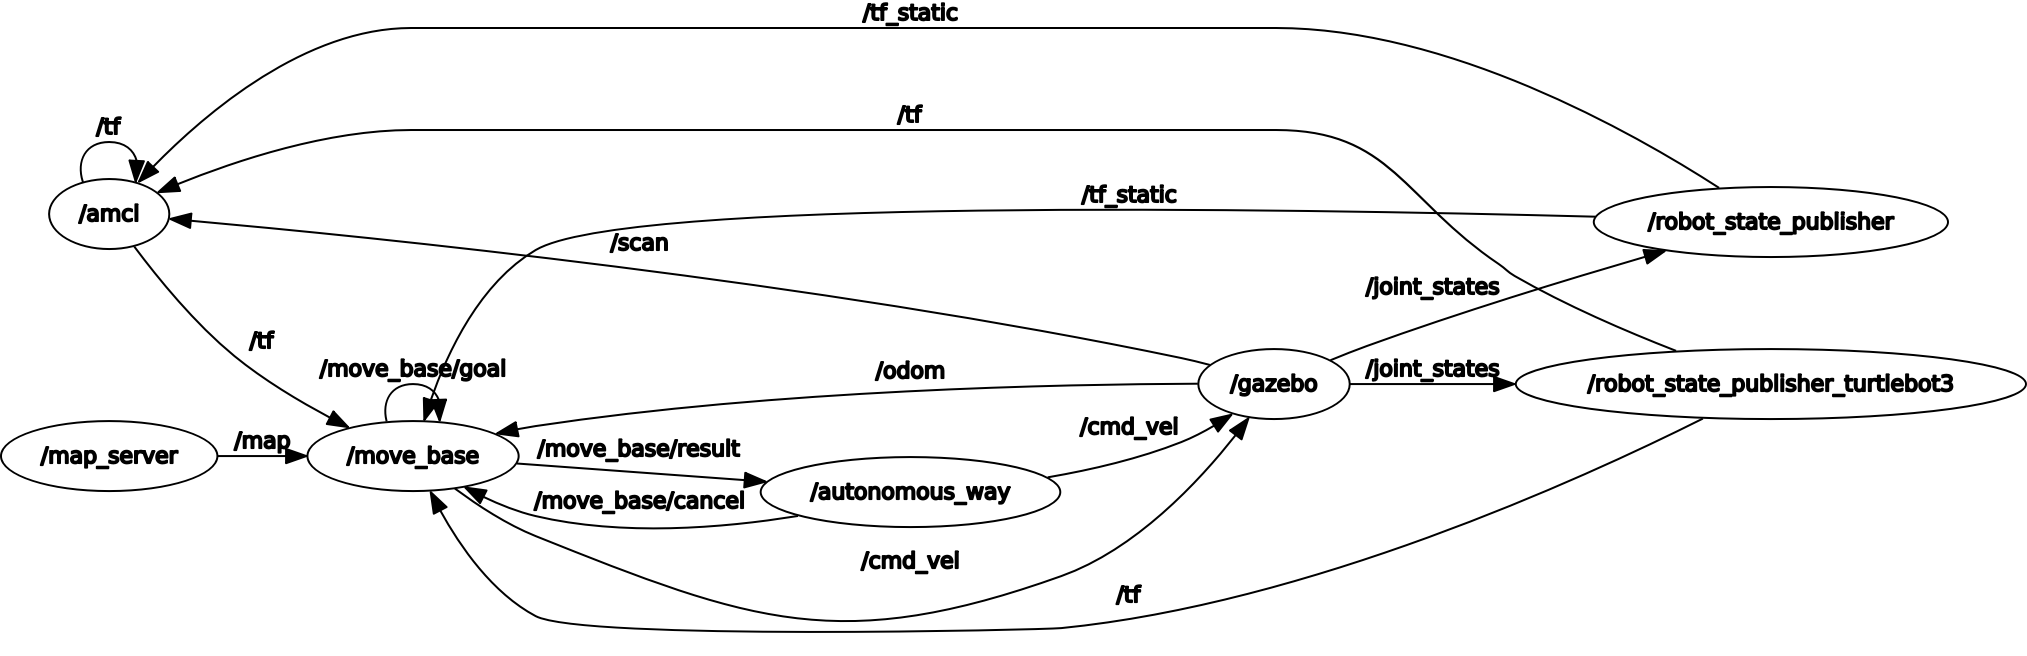 /tf_static
/tf
/tf
/tf_static
/amcl
/robot_state_publisher
/scan
/joint_states
/tf
/move_base/goal
/odom
/joint_states
/gazebo
/robot_state_publisher_turtlebot3
/cmd_vel
/map
/move_base/result
/map_server
/move_base
/autonomous_way
/move_base/cancel
/cmd_vel
/tf